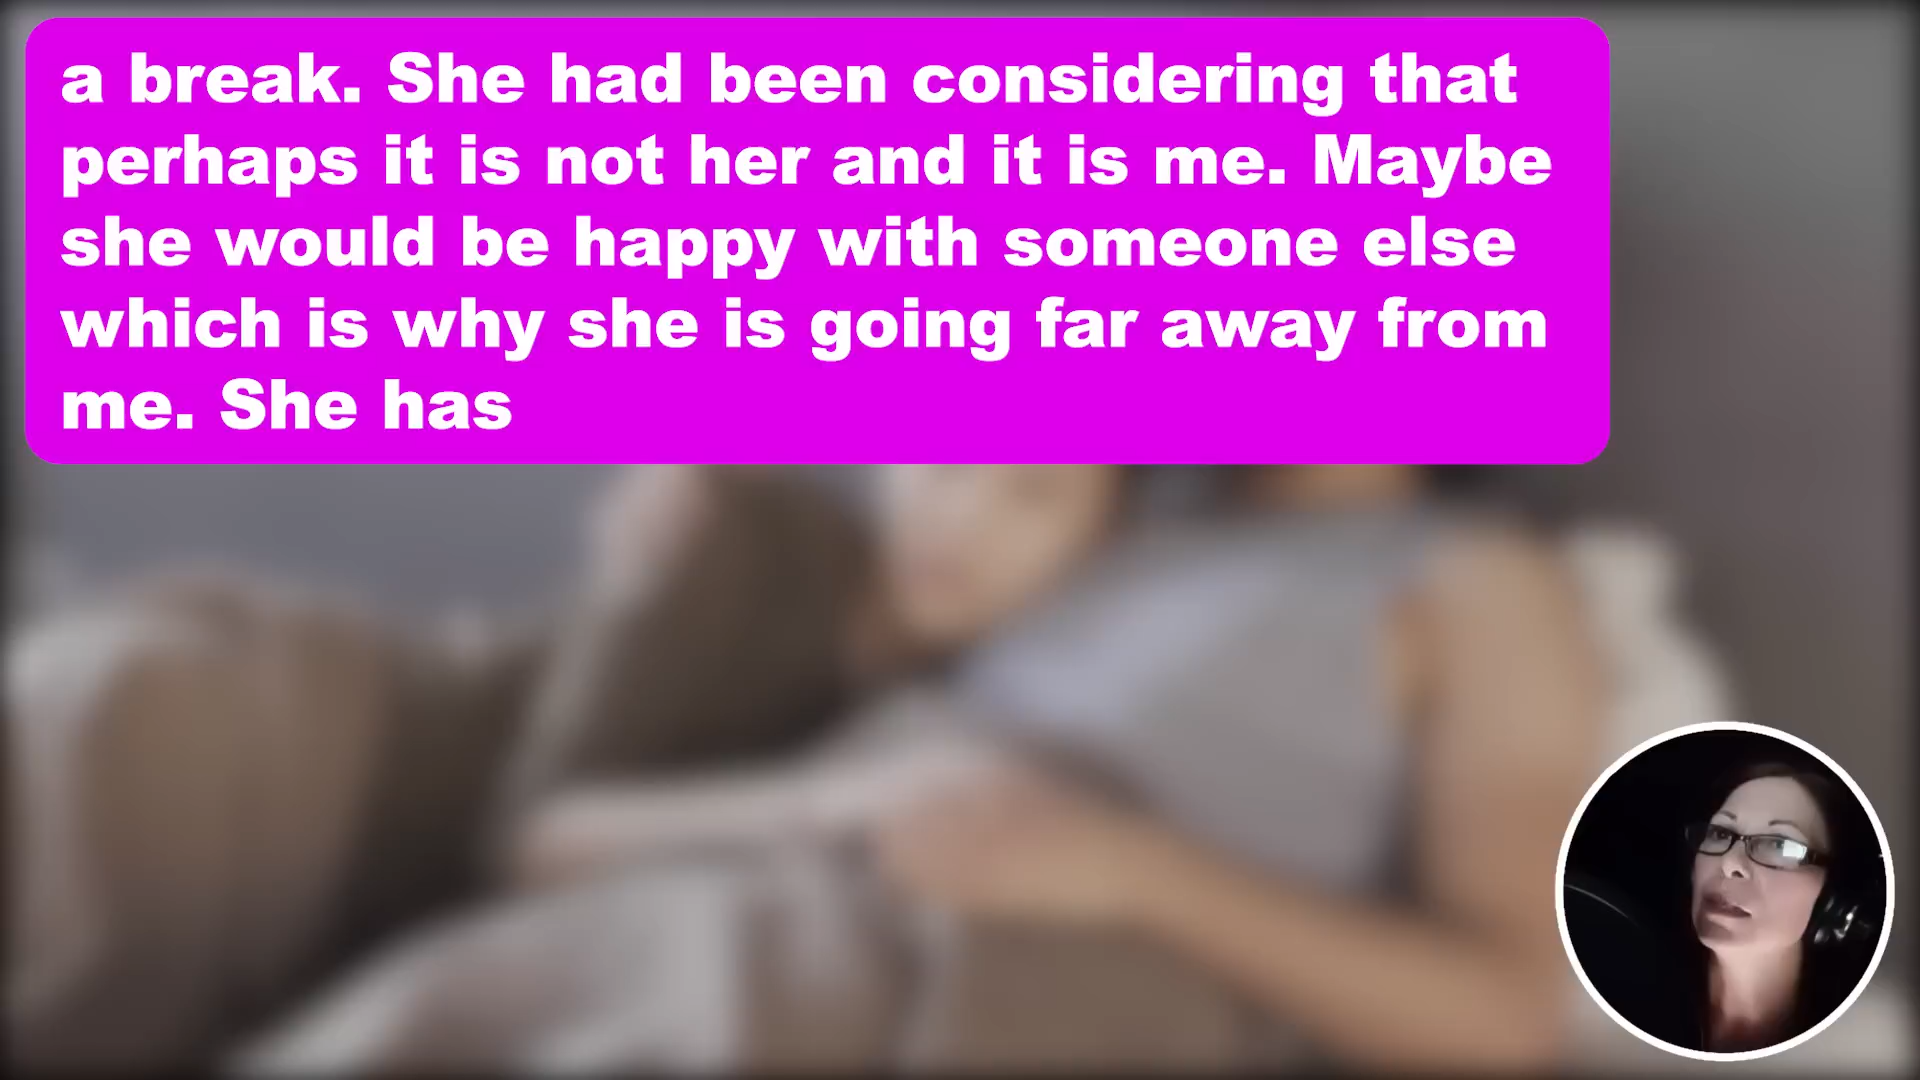 a break. She had been considering that
perhaps it is not her and it is me. Maybe
she would be happy with someone else
which is why she is going far away from
me. She has